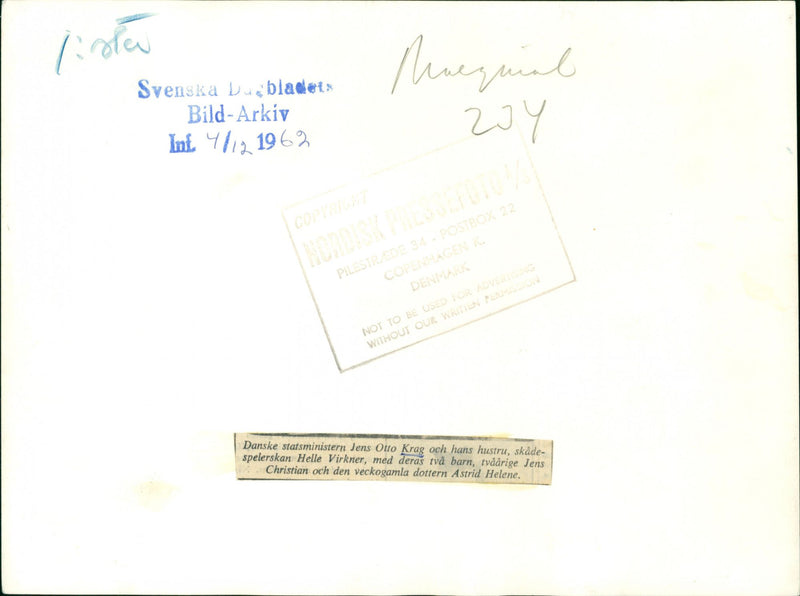 Svenska Dagbladets
Bild-Arkiv
Inf. 4/12 1962
204
COPYRIGHT
NORDISK PRESSEFOTO A/S
PILESTRÆDE 34 - POSTBOX 22
COPENHAGEN K.
DENMARK
NOT TO BE USED FOR ADVERTISING
WITHOUT OUR WRITTEN PERMISSION
Danske statsministern Jens Otto Krag och hans hustru, skåde-
spelerskan Helle Virkner, med deras två barn, tvåårige Jens
Christian och den veckogamla dottern Astrid Helene.